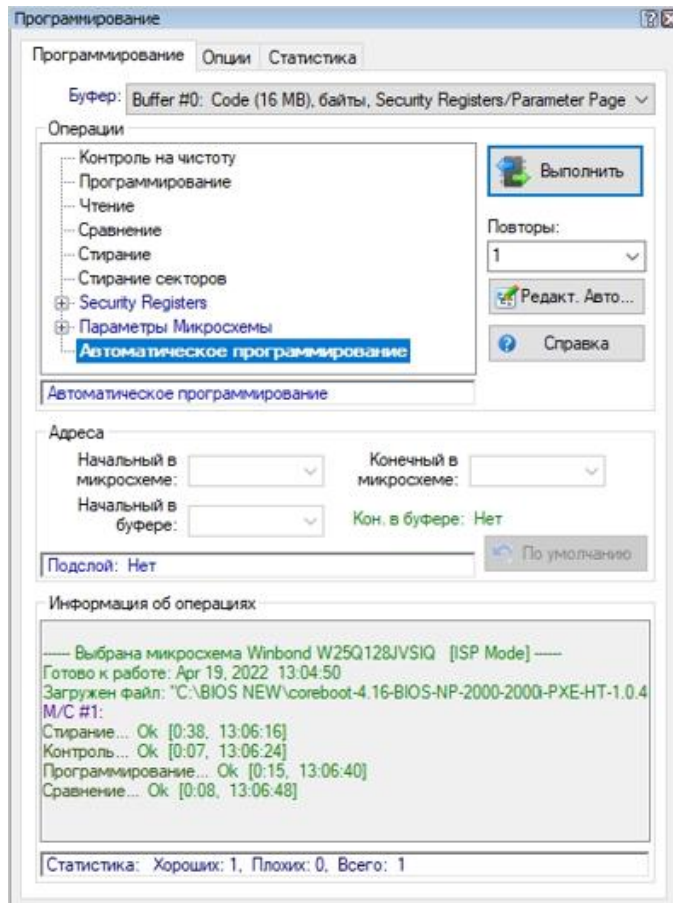 Программирование
Программирование Опции Статистика
Буфер: Buffer #0: Code (16 MB), байты, Security Registers/Parameter Page
Операции
Контроль на чистоту
Программирование
Чтение
Сравнение
Стирание
Стирание секторов
Security Registers
Параметры Микросхемы
Автоматическое программирование
Выполнить
Повторы:
1
Редакт. Авто...
Справка
Автоматическое программирование
Адреса
Начальный в микросхеме:
Конечный в микросхеме:
Начальный в буфере:
Кон. в буфере: Нет
По умолчанию
Подслой: Нет
Информация об операциях
----- Выбрана микросхема Winbond W25Q128JVSIQ [ISP Mode] -----
Готово к работе: Apr 19, 2022 13:04:50
Загружен файл: "C:\BIOS NEW\coreboot-4.16-BIOS-NP-2000-2000i-PXE-HT-1.0.4
М/С #1:
Стирание... Ok [0:38, 13:06:16]
Контроль... Ok [0:07, 13:06:24]
Программирование... Ok [0:15, 13:06:40]
Сравнение... Ok [0:08, 13:06:48]
Статистика: Хороших: 1, Плохих: 0, Всего: 1